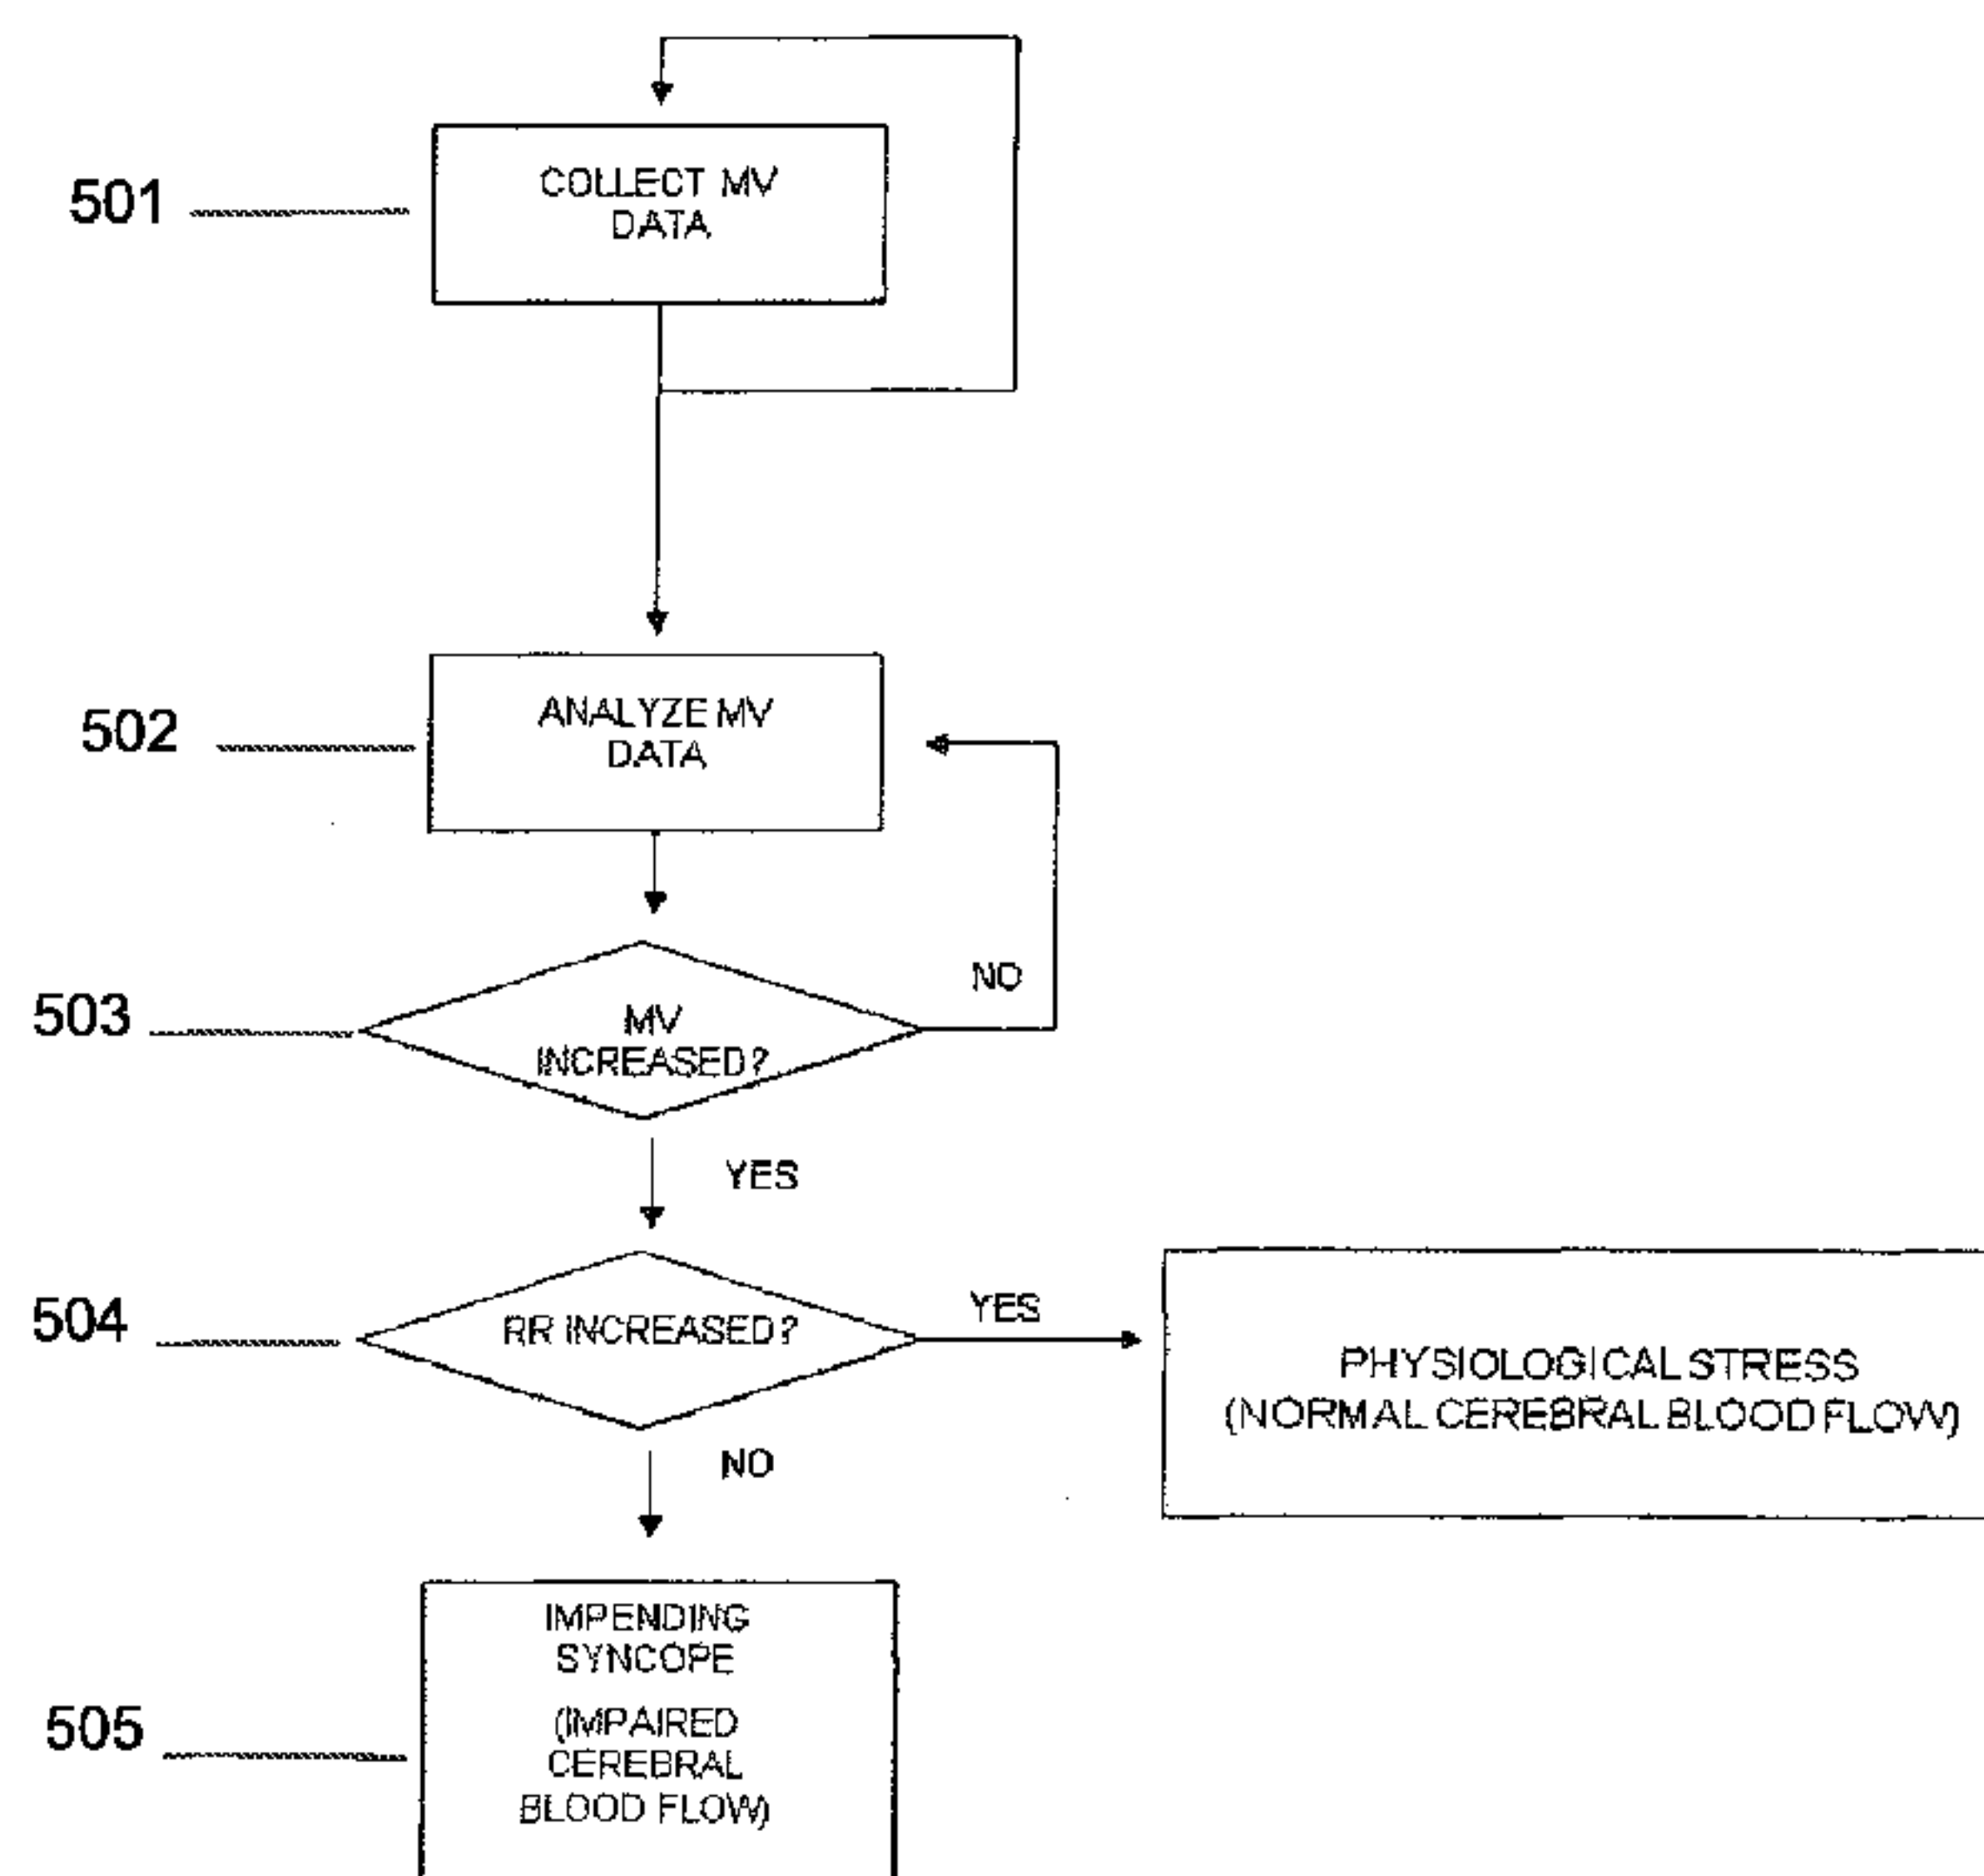 501
COLLECT MV
DATA
502
ANALYZE MV
DATA
503
MV
INCREASED?
NO
YES
504
RR INCREASED?
YES
PHYSIOLOGICAL STRESS
(NORMAL CEREBRAL BLOOD FLOW)
NO
505
IMPENDING
SYNCOPE
(IMPAIRED
CEREBRAL
BLOOD FLOW)